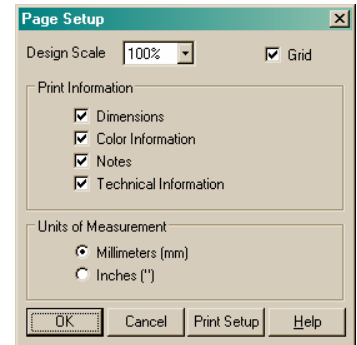 Page Setup
Design Scale 100% Grid
Print Information
Dimensions
Color Information
Notes
Technical Information
Units of Measurement
Millimeters (mm)
Inches (")
OK Cancel Print Setup Help